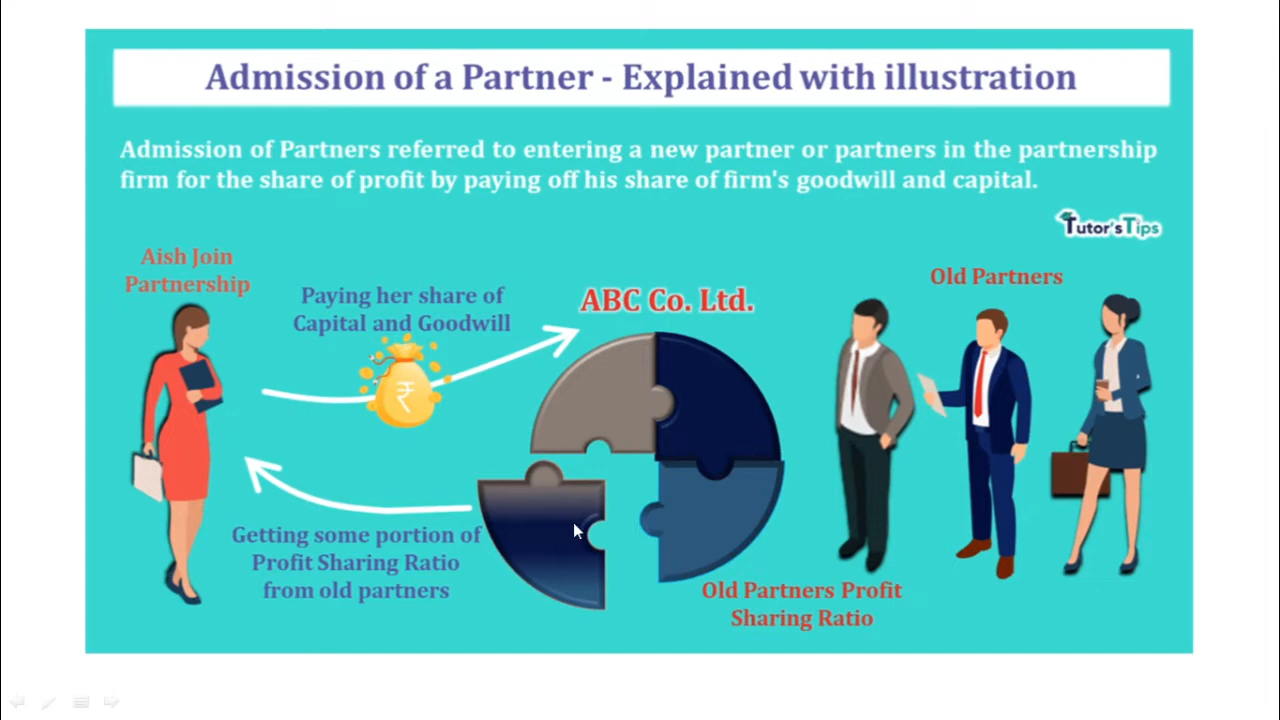 Admission of a Partner - Explained with illustration
Admission of Partners referred to entering a new partner or partners in the partnership
firm for the share of profit by paying off his share of firm's goodwill and capital.
Tutor'sTips
Aish Join
Partnership
Paying her share of
Capital and Goodwill
₹
ABC Co. Ltd.
Old Partners
Getting some portion of
Profit Sharing Ratio
from old partners
Old Partners Profit
Sharing Ratio